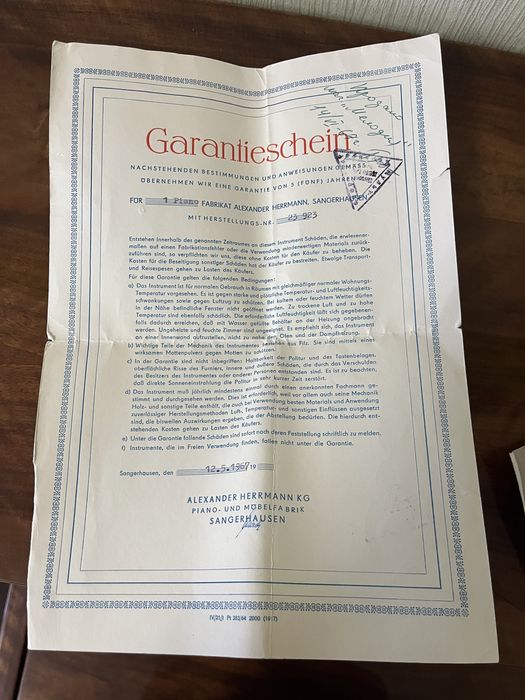 Продано
Garantieschein
NACHSTEHENDEN BESTIMMUNGEN UND ANWEISUNGEN GEMÄSS
ÜBERNEHMEN WIR EINE GARANTIE VON 5 (FÜNF) JAHREN
FÜR 1 Piano FABRIKAT ALEXANDER HERRMANN, SANGERHAUSEN
MIT HERSTELLUNGS-NR. 23 923
Entstehen innerhalb des genannten Zeitraumes an diesem Instrument Schäden, die erwiesener-
maßen auf einen Fabrikationsfehler oder die Verwendung minderwertigen Materials zurück-
zuführen sind, so verpflichten wir uns, diese ohne Kosten für den Käufer zu beheben. Die
Kosten für die Beseitigung sonstiger Schäden hat der Käufer zu bestreiten. Etwaige Transport-
und Reisespesen gehen zu Lasten des Käufers.
Für diese Garantie gelten die folgenden Bedingungen:
a) Das Instrument ist für normalen Gebrauch in Räumen mit gleichmäßiger normaler Wohnungs-
Temperatur vorgesehen. Es ist gegen starke und plötzliche Temperatur- und Luftfeuchtigkeits-
schwankungen sowie gegen Luftzug zu schützen. Bei kaltem oder feuchtem Wetter dürfen
in der Nähe befindliche Fenster nicht geöffnet werden. Zu trockene Luft und zu hohe
Temperatur sind ebenfalls schädlich. Die erforderliche Luftfeuchtigkeit läßt sich gegebenen-
falls dadurch erreichen, daß mit Wasser gefüllte Behälter an der Heizung angebracht
werden. Ungeheizte und feuchte Zimmer sind ungeeignet. Es empfiehlt sich, das Instrument
an einer Innenwand aufzustellen, nicht zu nahe des Ofen und der Dampfheizung.
b) Wichtige Teile der Mechanik des Instrumentes bestehen aus Filz. Sie sind mittels eines
wirksamen Mottenpulvers gegen Motten zu schützen.
c) In der Garantie sind nicht inbegriffen: Haltbarkeit der Politur und des Tastenbelages,
oberflächliche Risse des Furniers, innere und äußere Schäden, die durch das Verschulden
des Besitzers des Instrumentes oder anderer Personen entstanden sind. Es ist zu beachten,
daß direkte Sonneneinstrahlung die Politur in sehr kurzer Zeit zerstört.
d) Das Instrument muß jährlich mindestens einmal durch einen anerkannten Fachmann ge-
stimmt und durchgesehen werden. Dies ist erforderlich, weil vor allem auch seine Mechanik
Holz- und sonstige Teile enthält, die auch bei Verwendung besten Materials und Anwendung
zuverlässiger Herstellungsmethoden Luft, Temperatur- und sonstigen Einflüssen ausgesetzt
sind, die bisweilen Auswirkungen ergeben, die der Abstellung bedürfen. Die hierdurch ent-
stehenden Kosten gehen zu Lasten des Käufers.
e) Unter die Garantie fallende Schäden sind sofort nach deren Feststellung schriftlich zu melden.
f) Instrumente, die im Freien Verwendung finden, fallen nicht unter die Garantie.
Sangerhausen, den 12.5.1967 19
ALEXANDER HERRMANN KG
PIANO- UND MÖBELFABRIK
SANGERHAUSEN
IV/21/1 Pt 283/64 2000 (1917)